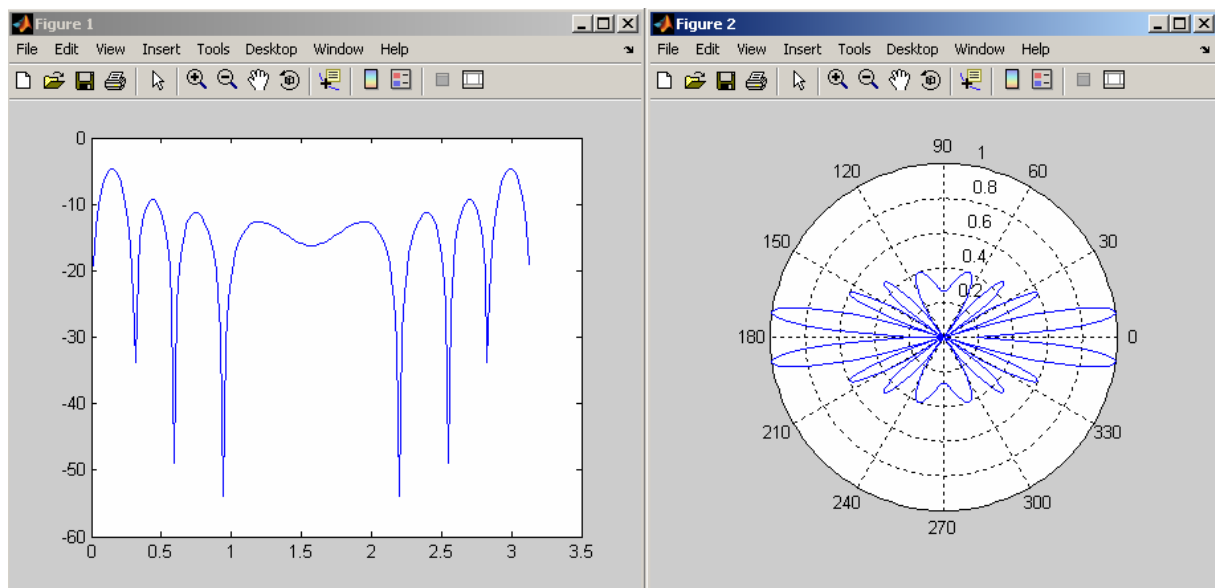 Figure 1
File Edit View Insert Tools Desktop Window Help
0
-10
-20
-30
-40
-50
-60
0 0.5 1 1.5 2 2.5 3 3.5
Figure 2
File Edit View Insert Tools Desktop Window Help
90
120 1 60
0.8
0.6
150 0.4 30
0.2
180 0
210 330
240 300
270